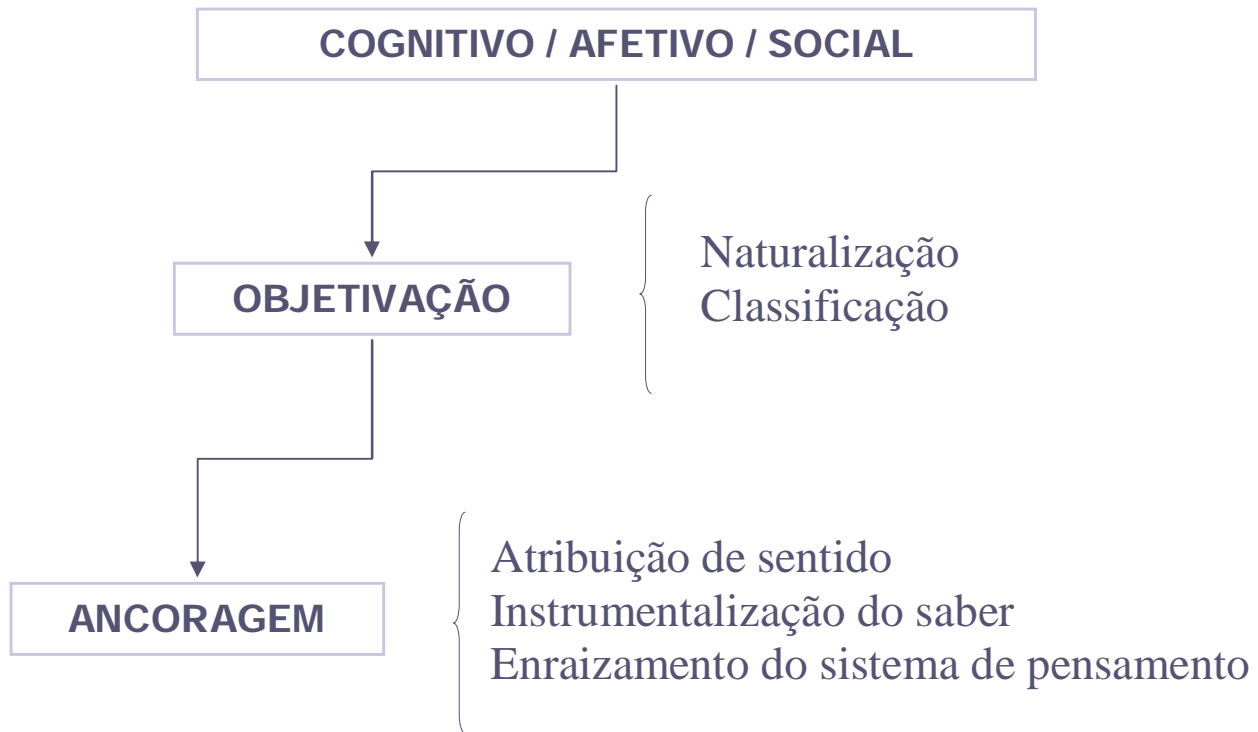 COGNITIVO / AFETIVO / SOCIAL
OBJETIVAÇÃO
Naturalização
Classificação
ANCORAGEM
Atribuição de sentido
Instrumentalização do saber
Enraizamento do sistema de pensamento